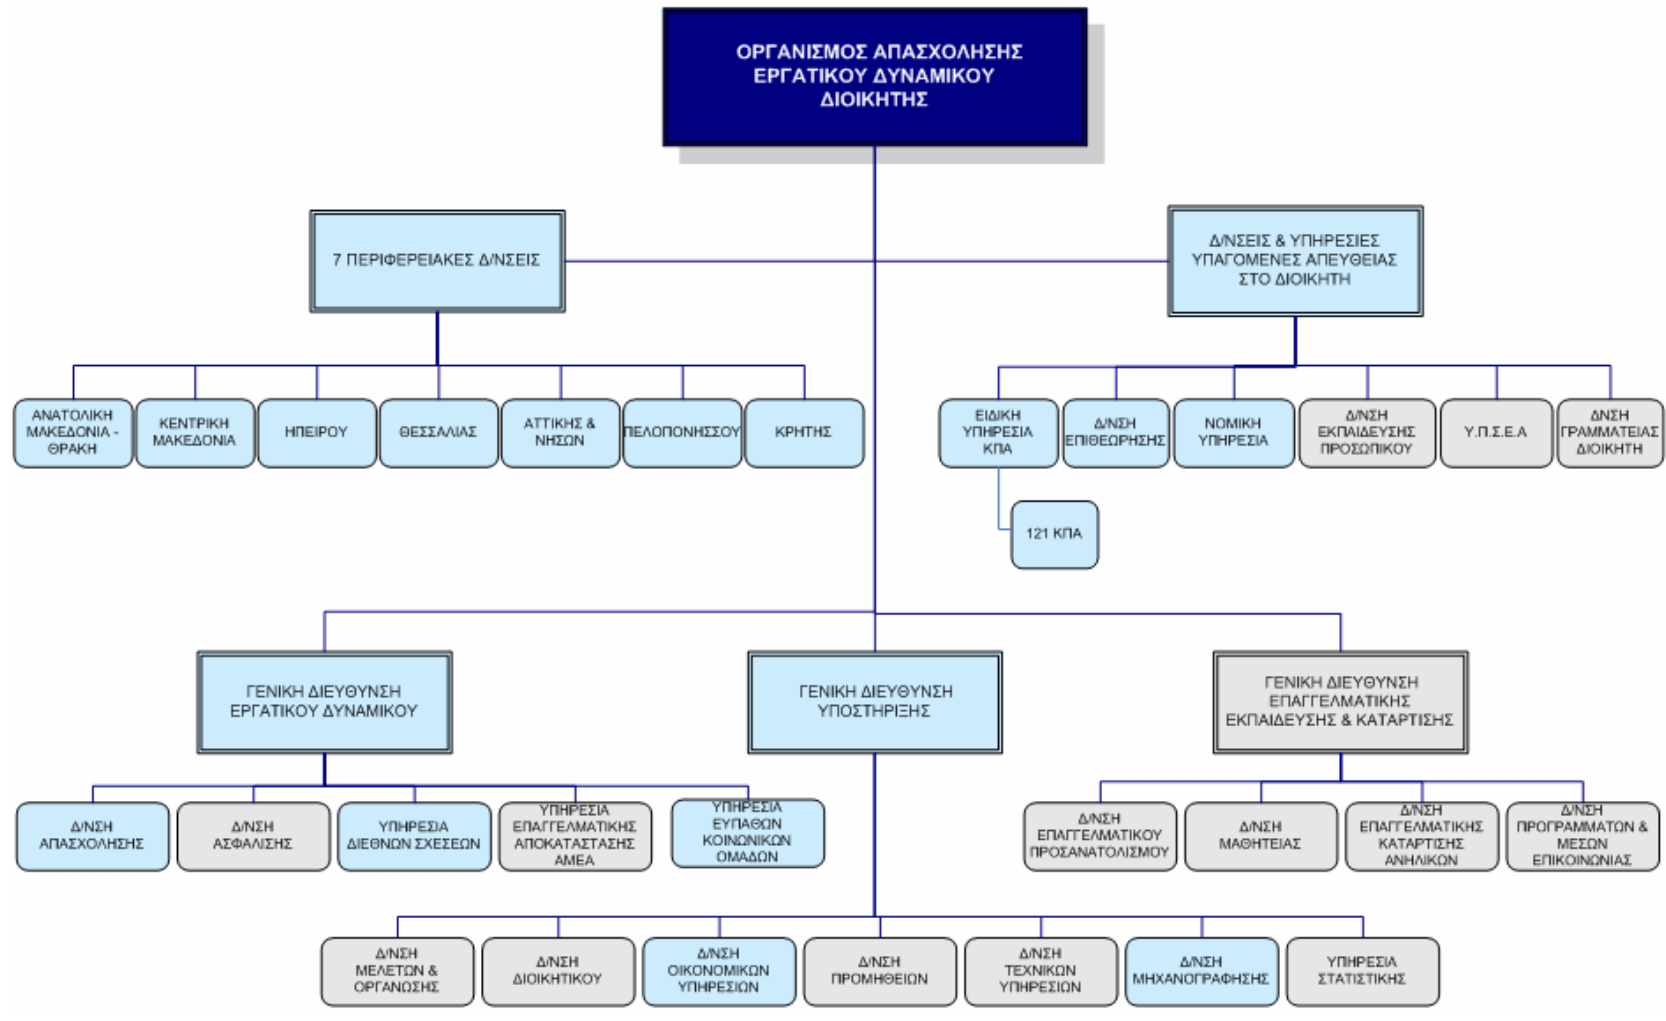 ΟΡΓΑΝΙΣΜΟΣ ΑΠΑΣΧΟΛΗΣΗΣ
ΕΡΓΑΤΙΚΟΥ ΔΥΝΑΜΙΚΟΥ
ΔΙΟΙΚΗΤΗΣ
7 ΠΕΡΙΦΕΡΕΙΑΚΕΣ Δ/ΝΣΕΙΣ
Δ/ΝΣΕΙΣ & ΥΠΗΡΕΣΙΕΣ
ΥΠΑΓΟΜΕΝΕΣ ΑΠΕΥΘΕΙΑΣ
ΣΤΟ ΔΙΟΙΚΗΤΗ
ΑΝΑΤΟΛΙΚΗ
ΜΑΚΕΔΟΝΙΑ -
ΘΡΑΚΗ
ΚΕΝΤΡΙΚΗ
ΜΑΚΕΔΟΝΙΑ
ΗΠΕΙΡΟΥ
ΘΕΣΣΑΛΙΑΣ
ΑΤΤΙΚΗΣ &
ΝΗΣΩΝ
ΠΕΛΟΠΟΝΗΣΣΟΥ
ΚΡΗΤΗΣ
ΕΙΔΙΚΗ
ΥΠΗΡΕΣΙΑ
ΚΠΑ
Δ/ΝΣΗ
ΕΠΙΘΕΩΡΗΣΗΣ
ΝΟΜΙΚΗ
ΥΠΗΡΕΣΙΑ
Δ/ΝΣΗ
ΕΚΠΑΙΔΕΥΣΗΣ
ΠΡΟΣΩΠΙΚΟΥ
Υ.Π.Σ.Ε.Α
ΔΝΣΗ
ΓΡΑΜΜΑΤΕΙΑΣ
ΔΙΟΙΚΗΤΗ
121 ΚΠΑ
ΓΕΝΙΚΗ ΔΙΕΥΘΥΝΣΗ
ΕΡΓΑΤΙΚΟΥ ΔΥΝΑΜΙΚΟΥ
ΓΕΝΙΚΗ ΔΙΕΥΘΥΝΣΗ
ΥΠΟΣΤΗΡΙΞΗΣ
ΓΕΝΙΚΗ ΔΙΕΥΘΥΝΣΗ
ΕΠΑΓΓΕΛΜΑΤΙΚΗΣ
ΕΚΠΑΙΔΕΥΣΗΣ & ΚΑΤΑΡΤΙΣΗΣ
Δ/ΝΣΗ
ΑΠΑΣΧΟΛΗΣΗΣ
Δ/ΝΣΗ
ΑΣΦΑΛΙΣΗΣ
ΥΠΗΡΕΣΙΑ
ΔΙΕΘΝΩΝ ΣΧΕΣΕΩΝ
ΥΠΗΡΕΣΙΑ
ΕΠΑΓΓΕΛΜΑΤΙΚΗΣ
ΑΠΟΚΑΤΑΣΤΑΣΗΣ
ΑΜΕΑ
ΥΠΗΡΕΣΙΑ
ΕΥΠΑΘΩΝ
ΚΟΙΝΩΝΙΚΩΝ
ΟΜΑΔΩΝ
Δ/ΝΣΗ
ΕΠΑΓΓΕΛΜΑΤΙΚΟΥ
ΠΡΟΣΑΝΑΤΟΛΙΣΜΟΥ
Δ/ΝΣΗ
ΜΑΘΗΤΕΙΑΣ
Δ/ΝΣΗ
ΕΠΑΓΓΕΛΜΑΤΙΚΗΣ
ΚΑΤΑΡΤΙΣΗΣ
ΑΝΗΛΙΚΩΝ
Δ/ΝΣΗ
ΠΡΟΓΡΑΜΜΑΤΩΝ &
ΜΕΣΩΝ
ΕΠΙΚΟΙΝΩΝΙΑΣ
Δ/ΝΣΗ
ΜΕΛΕΤΩΝ &
ΟΡΓΑΝΩΣΗΣ
Δ/ΝΣΗ
ΔΙΟΙΚΗΤΙΚΟΥ
Δ/ΝΣΗ
ΟΙΚΟΝΟΜΙΚΩΝ
ΥΠΗΡΕΣΙΩΝ
Δ/ΝΣΗ
ΠΡΟΜΗΘΕΙΩΝ
Δ/ΝΣΗ
ΤΕΧΝΙΚΩΝ
ΥΠΗΡΕΣΙΩΝ
Δ/ΝΣΗ
ΜΗΧΑΝΟΓΡΑΦΗΣΗΣ
ΥΠΗΡΕΣΙΑ
ΣΤΑΤΙΣΤΙΚΗΣ